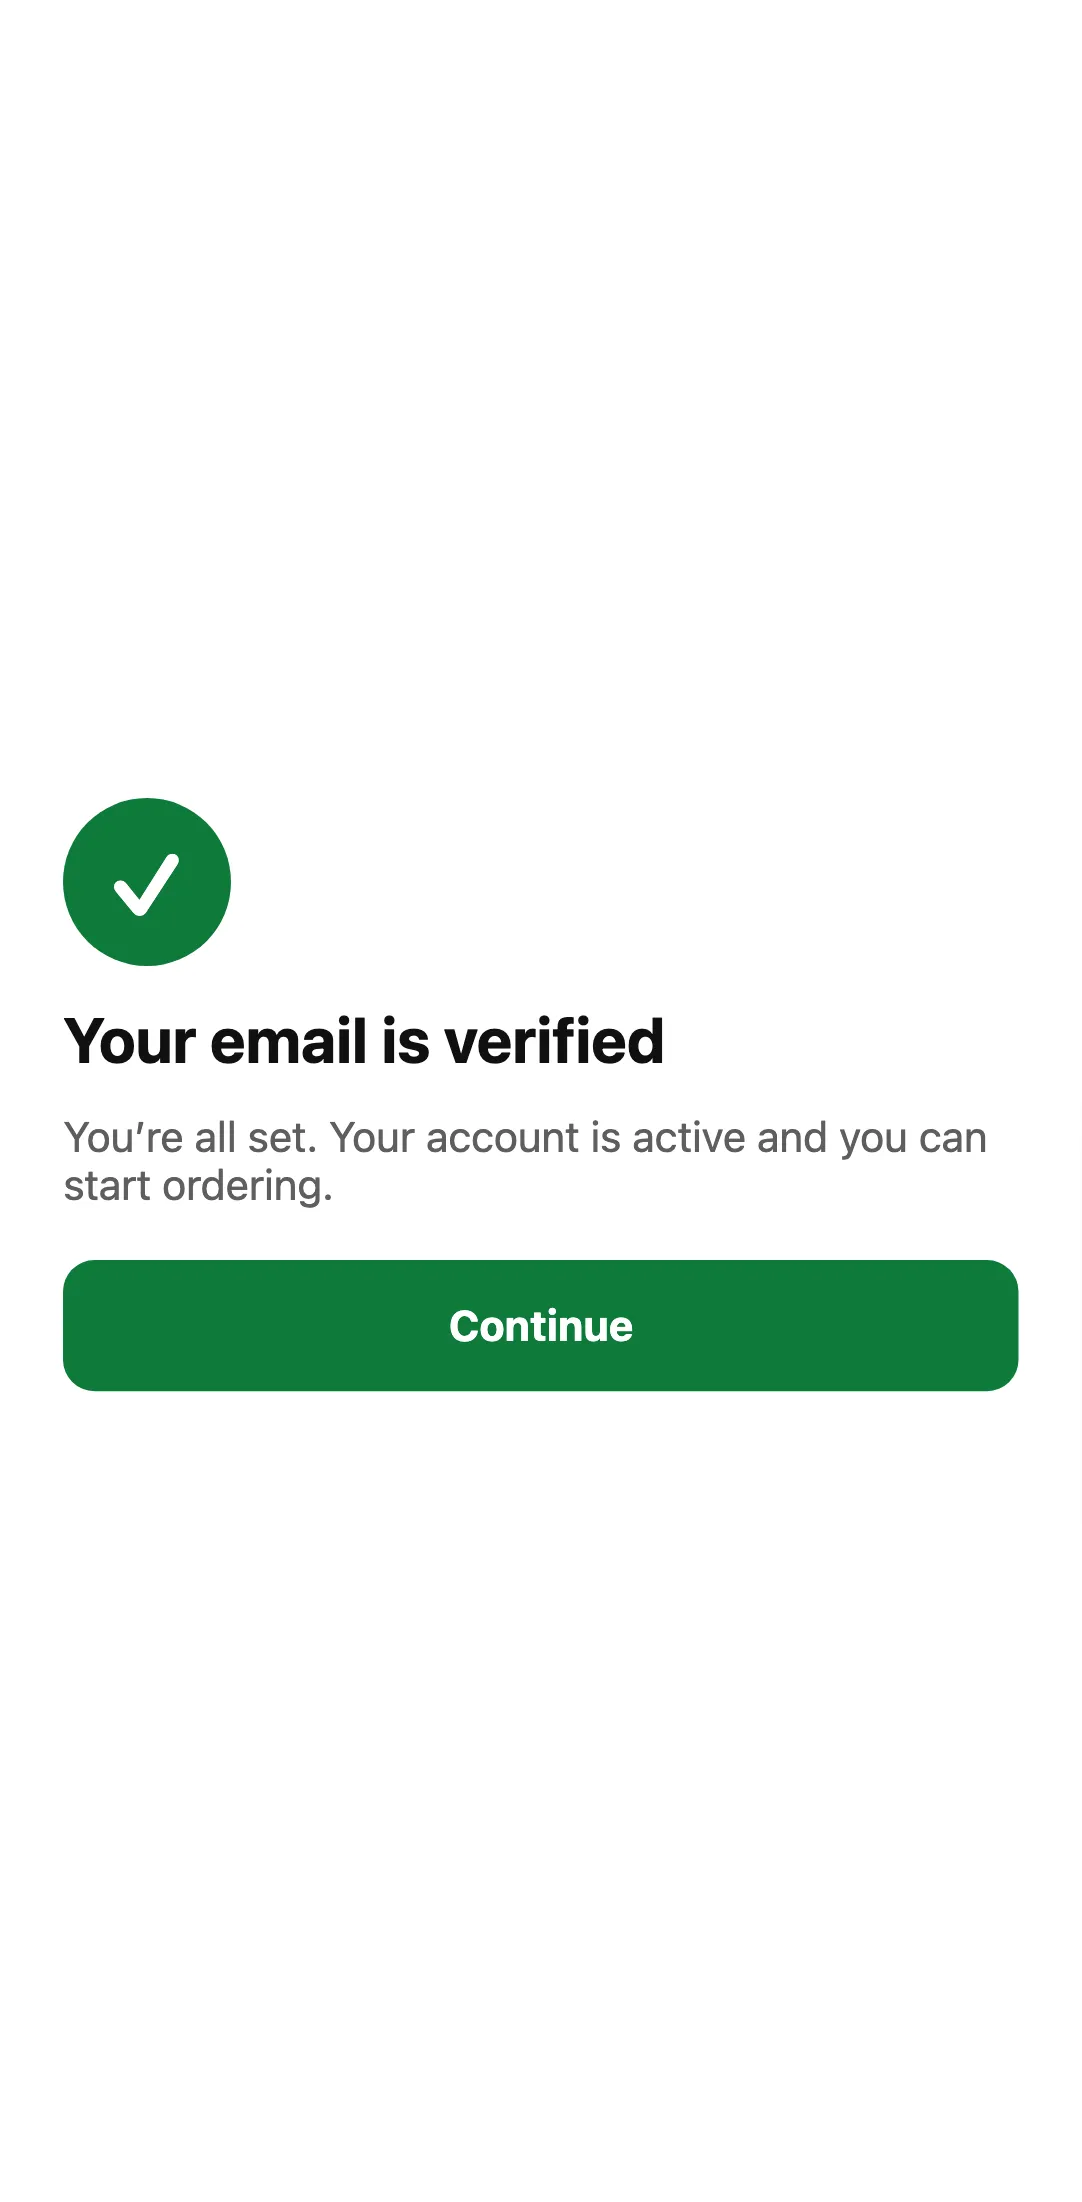 Your email is verified
You’re all set. Your account is active and you can
start ordering.
Continue